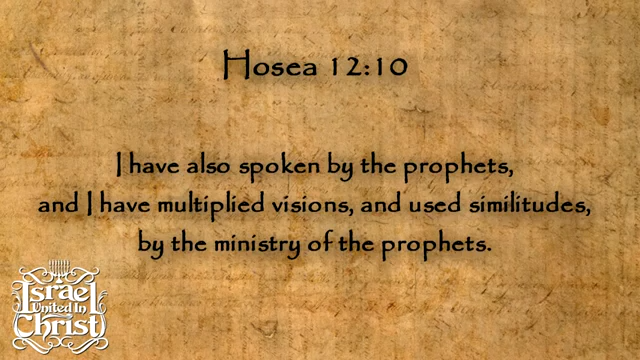 Hosea 12:10
I have also spoken by the prophets,
and I have multiplied visions, and used similitudes,
by the ministry of the prophets.
Israel
United In
Christ